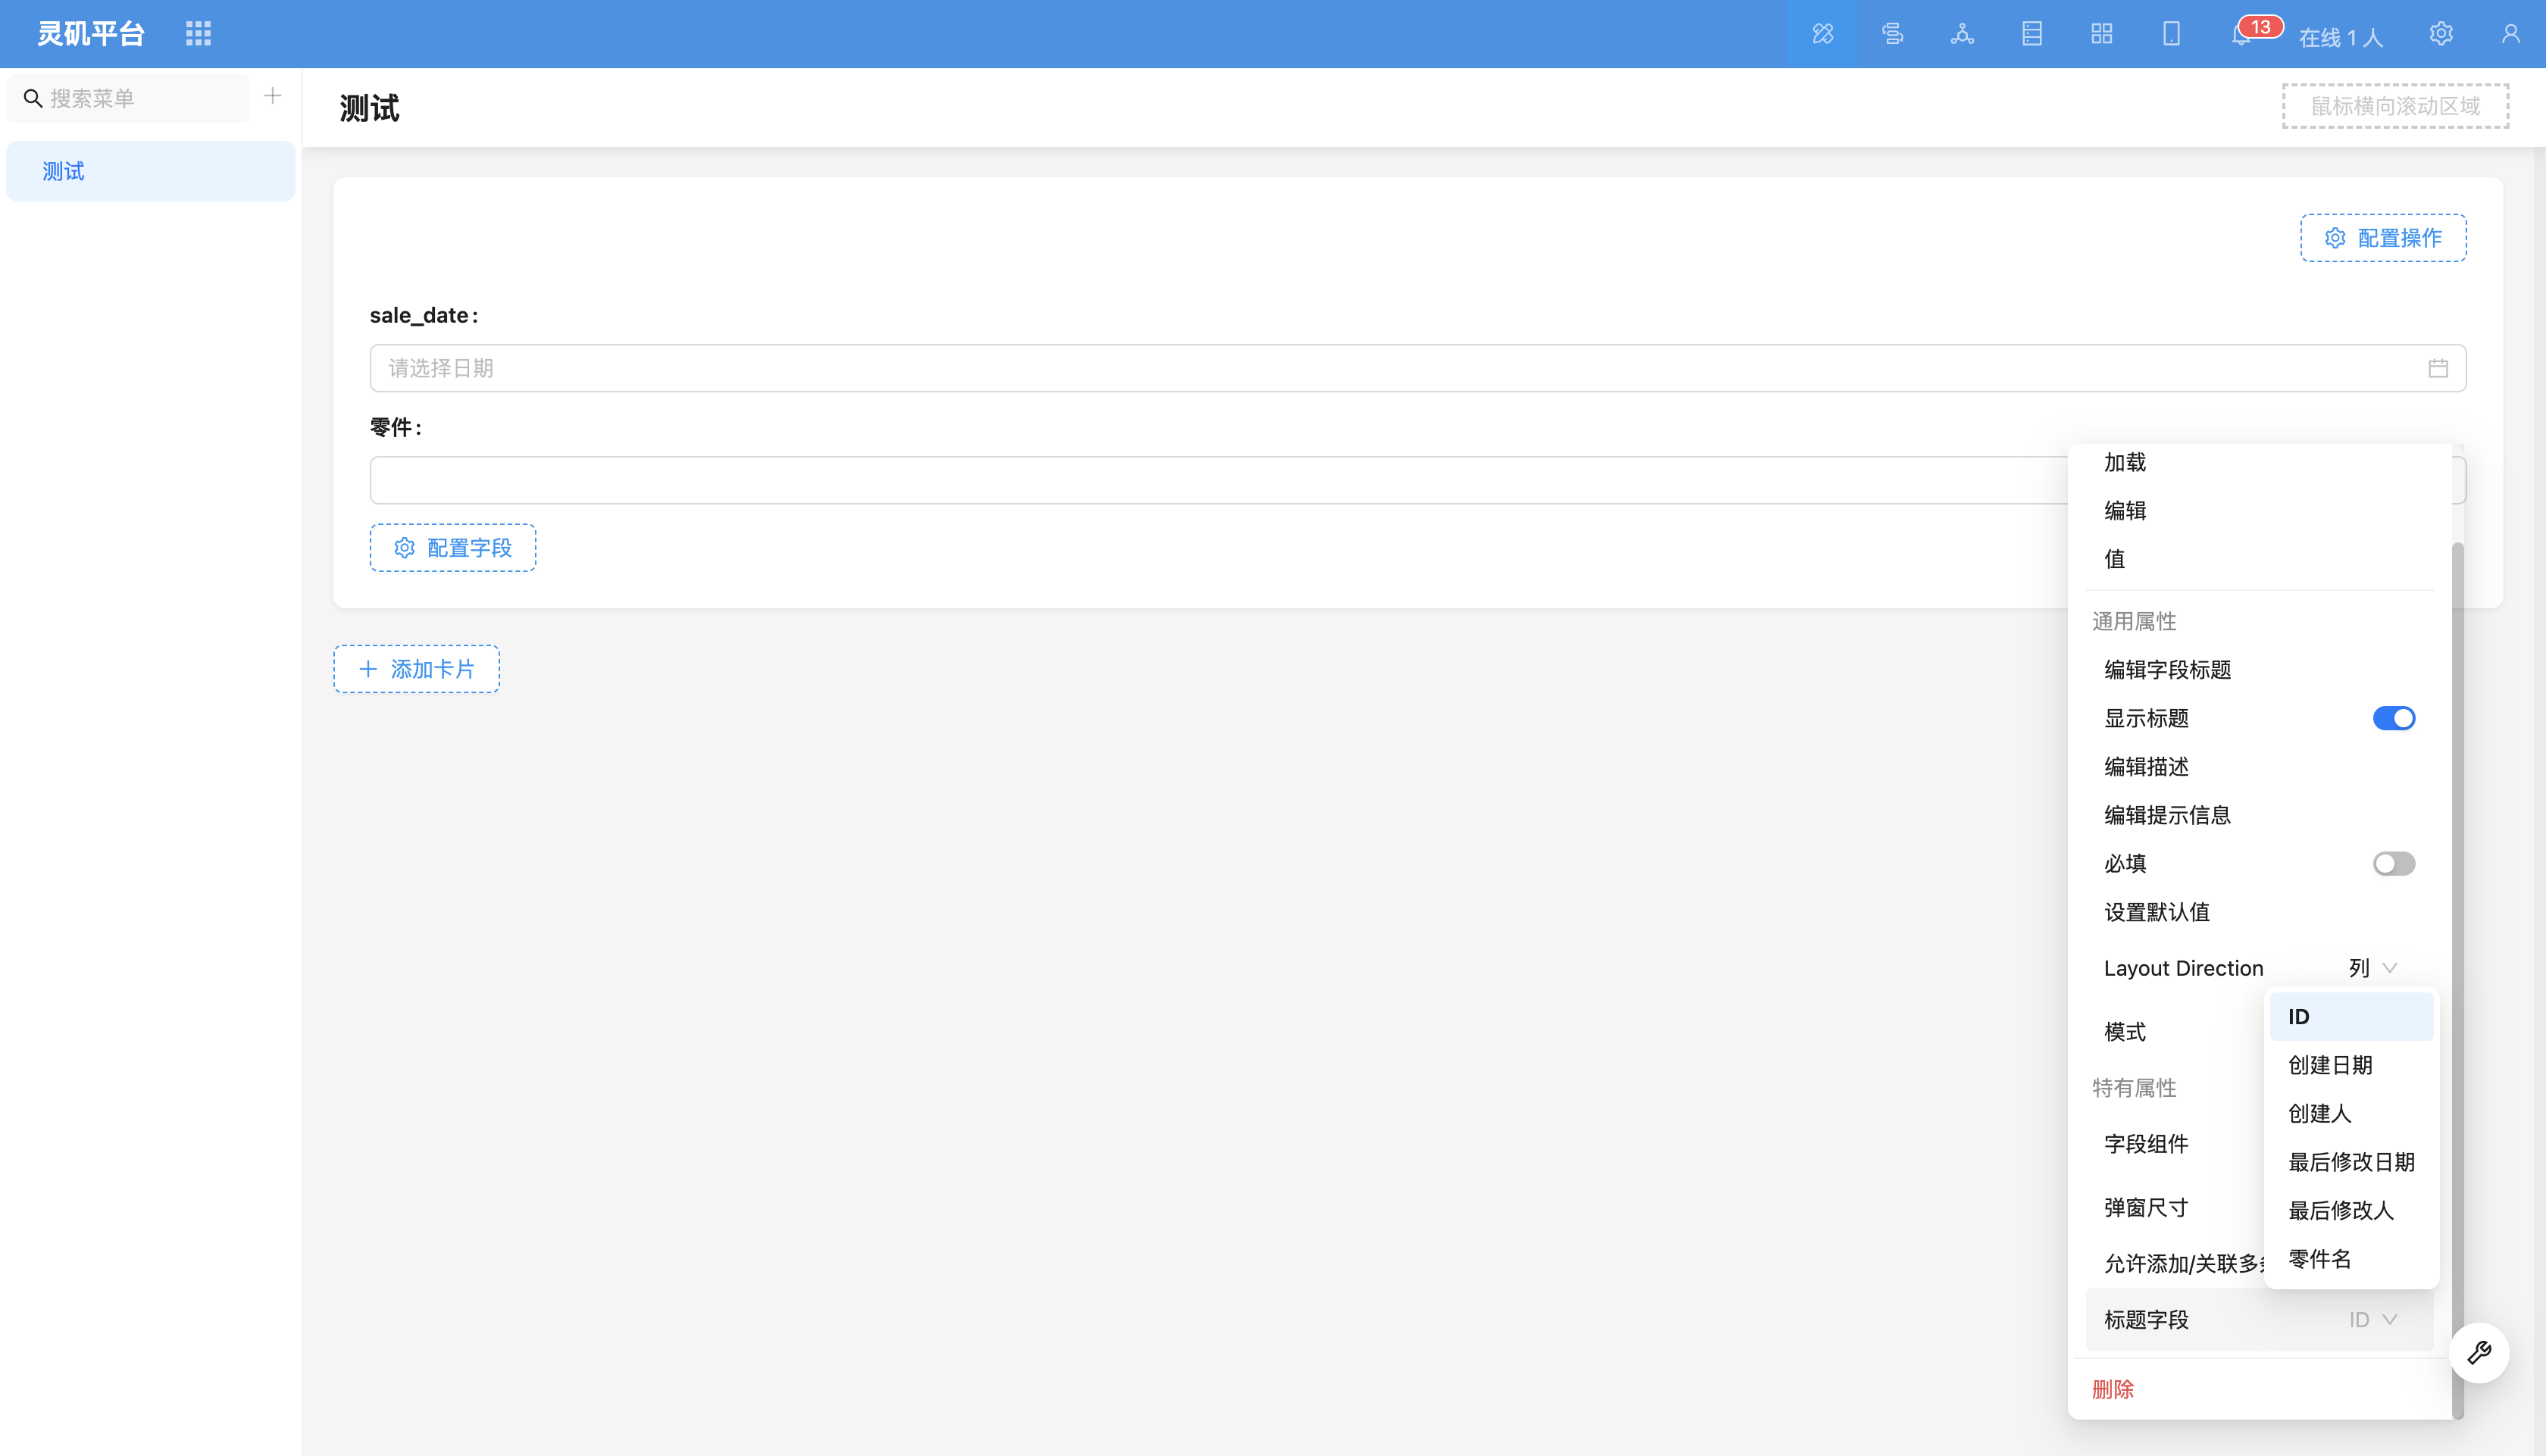 灵矶平台
13
在线 1 人
搜索菜单
测试
测试
鼠标横向滚动区域
配置操作
sale_date :
请选择日期
零件 :
配置字段
添加卡片
加载
编辑
值
通用属性
编辑字段标题
显示标题
编辑描述
编辑提示信息
必填
设置默认值
Layout Direction 列
模式
特有属性
字段组件
弹窗尺寸
允许添加/关联多
标题字段 ID
删除
ID
创建日期
创建人
最后修改日期
最后修改人
零件名